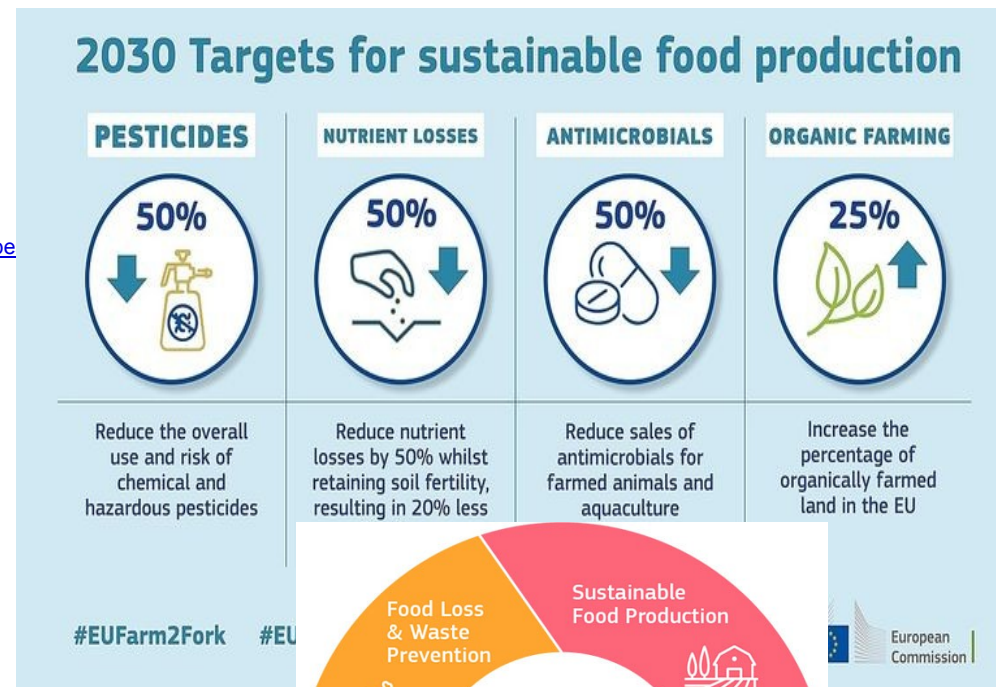 2030 Targets for sustainable food production
PESTICIDES
50%
Reduce the overall
use and risk of
chemical and
hazardous pesticides
NUTRIENT LOSSES
50%
Reduce nutrient
losses by 50% whilst
retaining soil fertility,
resulting in 20% less
ANTIMICROBIALS
50%
Reduce sales of
antimicrobials for
farmed animals and
aquaculture
ORGANIC FARMING
25%
Increase the
percentage of
organically farmed
land in the EU
#EUFarm2Fork #EU
European
Commission
Food Loss
& Waste
Prevention
Sustainable
Food Production